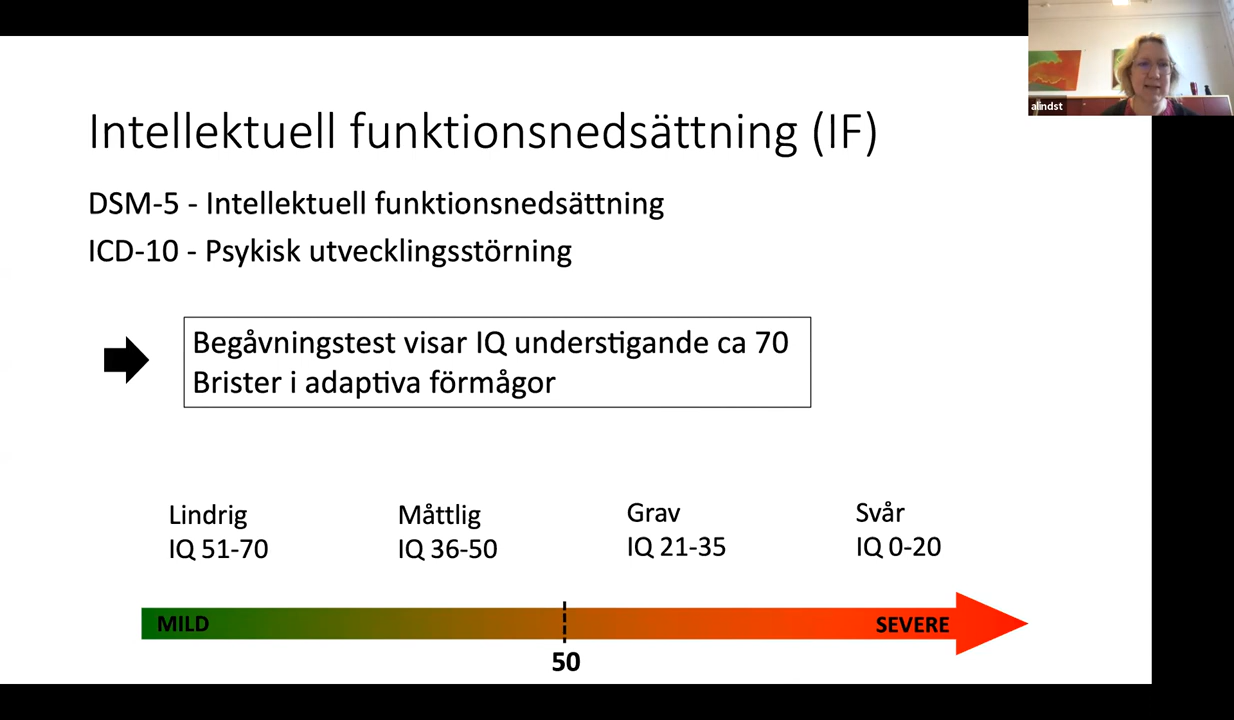 alindst
Intellektuell funktionsnedsättning (IF)
DSM-5 - Intellektuell funktionsnedsättning
ICD-10 - Psykisk utvecklingsstörning
Begåvningstest visar IQ understigande ca 70
Brister i adaptiva förmågor
Lindrig
IQ 51-70
Måttlig
IQ 36-50
Grav
IQ 21-35
Svår
IQ 0-20
MILD
SEVERE
50